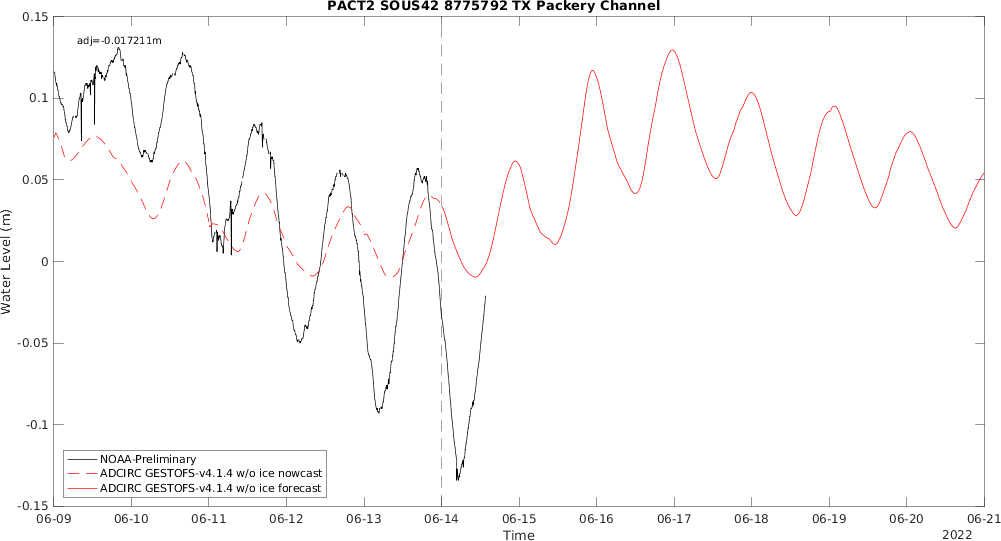 PACT2 SOUS42 8775792 TX Packery Channel
adj=-0.017211m
0.15
0.1
0.05
0
-0.05
-0.1
-0.15
Water Level (m)
NOAA-Preliminary
ADCIRC GESTOFS-v4.1.4 w/o ice nowcast
ADCIRC GESTOFS-v4.1.4 w/o ice forecast
06-09 06-10 06-11 06-12 06-13 06-14 06-15 06-16 06-17 06-18 06-19 06-20 06-21
Time
2022